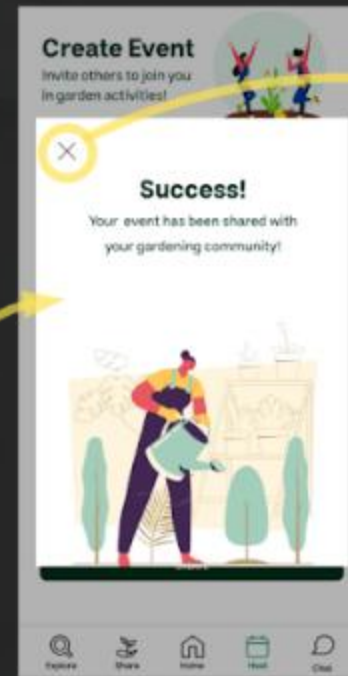 Create Event
Invite others to join you
in garden activities!
Success!
Your event has been shared with
your gardening community!
Explore
Share
Home
Host
Chat